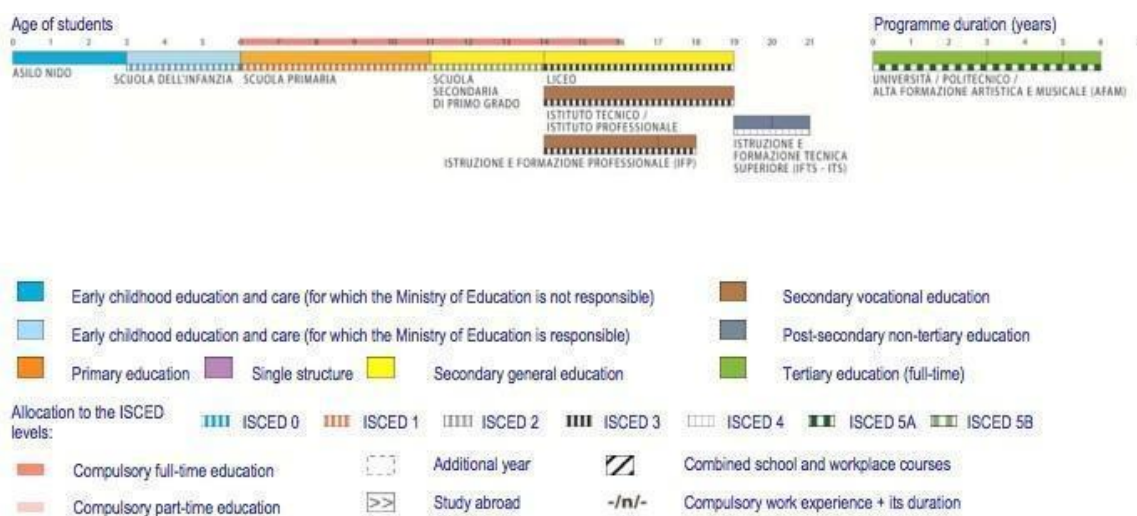 Age of students
Programme duration (years)
0 1 2 3 4 5 6 7 8 9 10 11 12 13 14 15 16 17 18 19 20 21
0 1 2 3 4 5 6
ASILO NIDO
SCUOLA DELL'INFANZIA
SCUOLA PRIMARIA
SCUOLA
SECONDARIA
DI PRIMO GRADO
LICEO
ISTITUTO TECNICO /
ISTITUTO PROFESSIONALE
ISTRUZIONE E FORMAZIONE PROFESSIONALE (IFP)
ISTRUZIONE E
FORMAZIONE TECNICA
SUPERIORE (IFTS - ITS)
UNIVERSITÀ / POLITECNICO /
ALTA FORMAZIONE ARTISTICA E MUSICALE (AFAM)
Early childhood education and care (for which the Ministry of Education is not responsible)
Secondary vocational education
Early childhood education and care (for which the Ministry of Education is responsible)
Post-secondary non-tertiary education
Primary education Single structure Secondary general education
Tertiary education (full-time)
Allocation to the ISCED
levels:
ISCED 0 ISCED 1 ISCED 2 ISCED 3 ISCED 4 ISCED 5A ISCED 5B
Compulsory full-time education Additional year Combined school and workplace courses
Compulsory part-time education >> Study abroad -/n/- Compulsory work experience + its duration